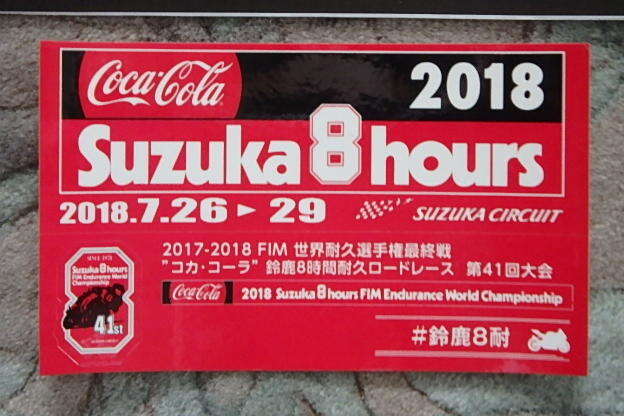 Coca-Cola
2018
Suzuka 8 hours
2018.7.26 ► 29
SUZUKA CIRCUIT
2017-2018 FIM 世界耐久選手権最終戦
"コカ・コーラ" 鈴鹿8時間耐久ロードレース 第41回大会
Coca-Cola 2018 Suzuka 8 hours FIM Endurance World Championship
SINCE 1978
Suzuka 8 hours
FIM Endurance World
Championship
41st
#鈴鹿8耐